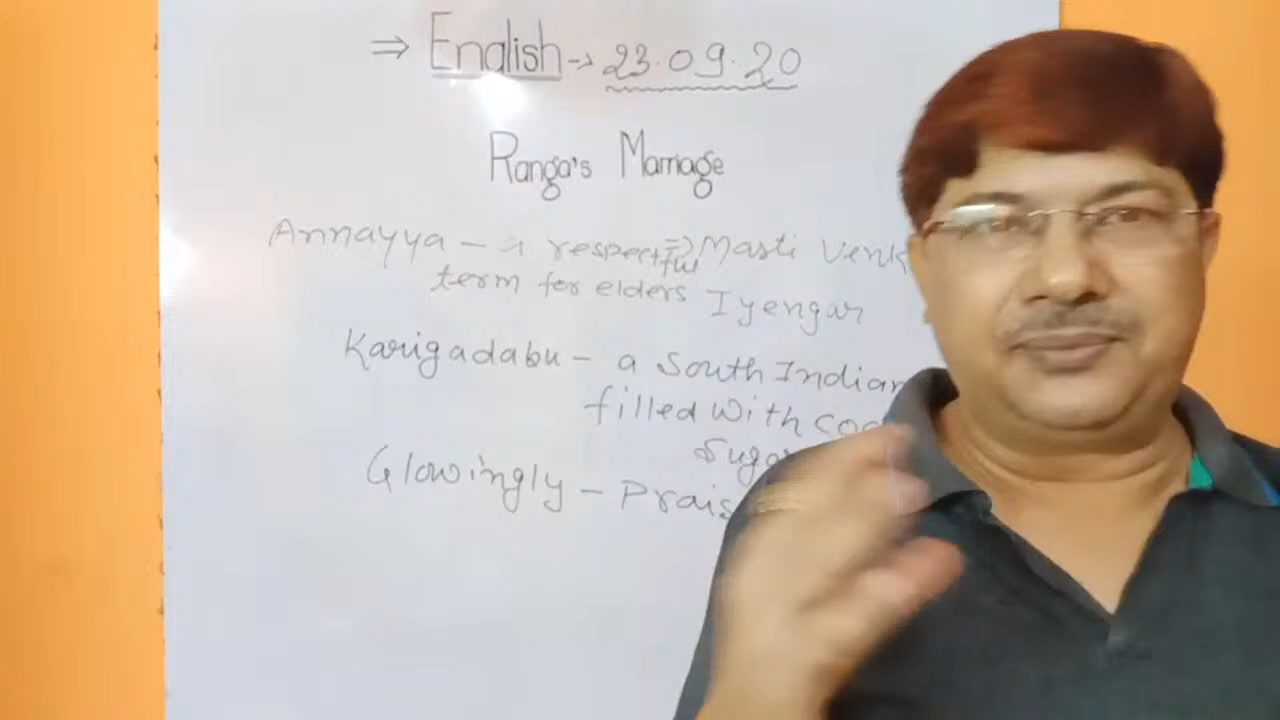 ⇒ English → 23.09.20
Ranga's Marriage
Annayya – a respectful ⇒ Masti Venk
term for elders Iyengar
Karigadabu – a South Indian
filled with coc
Sugar
Glowingly – Prais